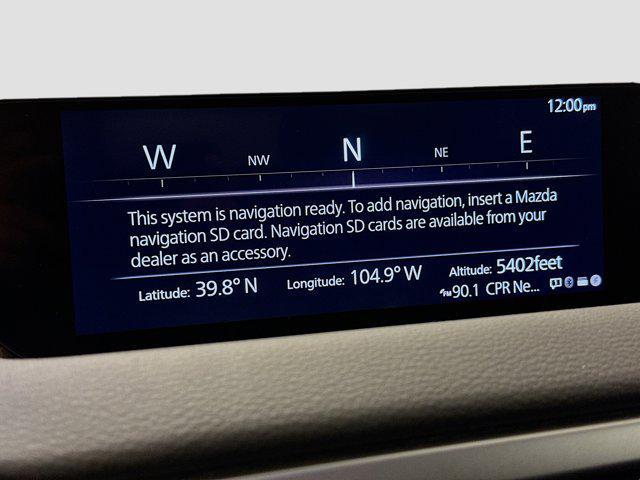 12:00pm
W NW N NE E
This system is navigation ready. To add navigation, insert a Mazda
navigation SD card. Navigation SD cards are available from your
dealer as an accessory.
Latitude: 39.8° N Longitude: 104.9° W Altitude: 5402feet
FM 90.1 CPR Ne...